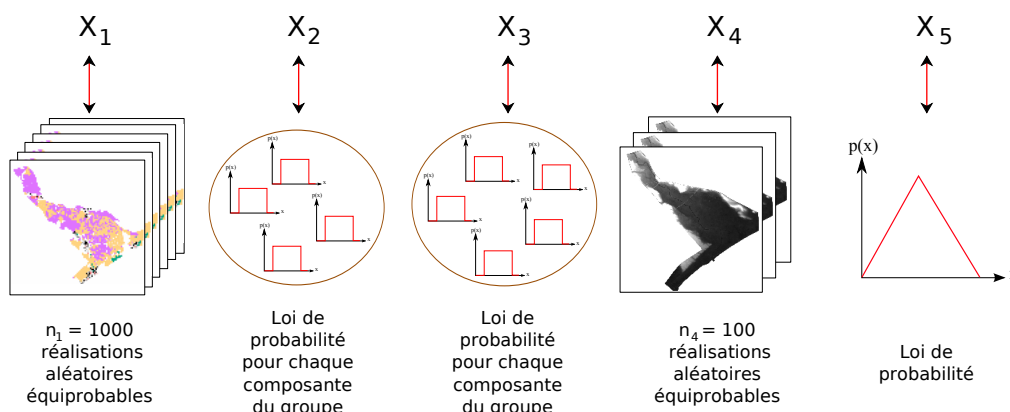 X1
X2
X3
X4
X5
p(x)
x
p(x)
x
p(x)
x
p(x)
x
p(x)
x
p(x)
x
p(x)
x
p(x)
x
p(x)
x
p(x)
n1 = 1000
réalisations
aléatoires
équiprobables
Loi de
probabilité
pour chaque
composante
du groupe
Loi de
probabilité
pour chaque
composante
du groupe
n4 = 100
réalisations
aléatoires
équiprobables
Loi de
probabilité